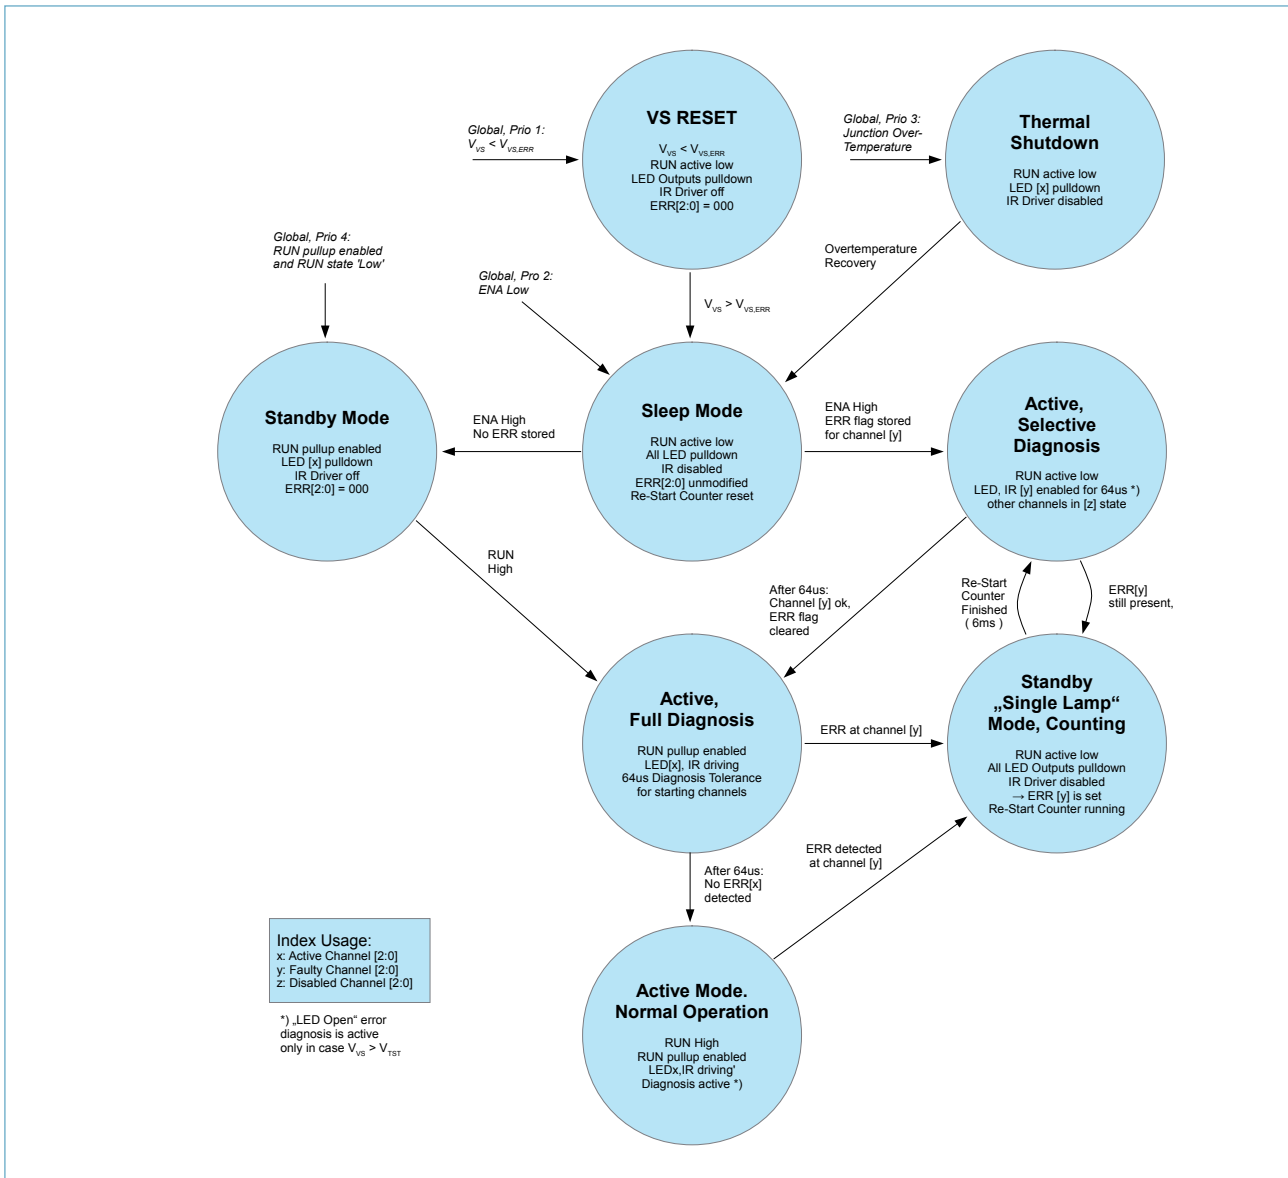 VS RESET
V_VS < V_VS,ERR
RUN active low
LED Outputs pulldown
IR Driver off
ERR[2:0] = 000
Global, Prio 1:
V_VS < V_VS,ERR
Global, Prio 3:
Junction Over-
Temperature
Thermal
Shutdown
RUN active low
LED [x] pulldown
IR Driver disabled
Global, Prio 4:
RUN pullup enabled
and RUN state 'Low'
Global, Pro 2:
ENA Low
V_VS > V_VS,ERR
Overtemperature
Recovery
Standby Mode
RUN pullup enabled
LED [x] pulldown
IR Driver off
ERR[2:0] = 000
ENA High
No ERR stored
Sleep Mode
RUN active low
All LED pulldown
IR disabled
ERR[2:0] unmodified
Re-Start Counter reset
ENA High
ERR flag stored
for channel [y]
Active,
Selective
Diagnosis
RUN active low
LED, IR [y] enabled for 64us *)
other channels in [z] state
RUN
High
After 64us:
Channel [y] ok,
ERR flag
cleared
Re-Start
Counter
Finished
( 6ms )
ERR[y]
still present,
Active,
Full Diagnosis
RUN pullup enabled
LED[x], IR driving
64us Diagnosis Tolerance
for starting channels
ERR at channel [y]
Standby
„Single Lamp“
Mode, Counting
RUN active low
All LED Outputs pulldown
IR Driver disabled
→ ERR [y] is set
Re-Start Counter running
After 64us:
No ERR[x]
detected
ERR detected
at channel [y]
Index Usage:
x: Active Channel [2:0]
y: Faulty Channel [2:0]
z: Disabled Channel [2:0]
*) „LED Open“ error
diagnosis is active
only in case V_VS > V_TST
Active Mode.
Normal Operation
RUN High
RUN pullup enabled
LEDx,IR driving'
Diagnosis active *)